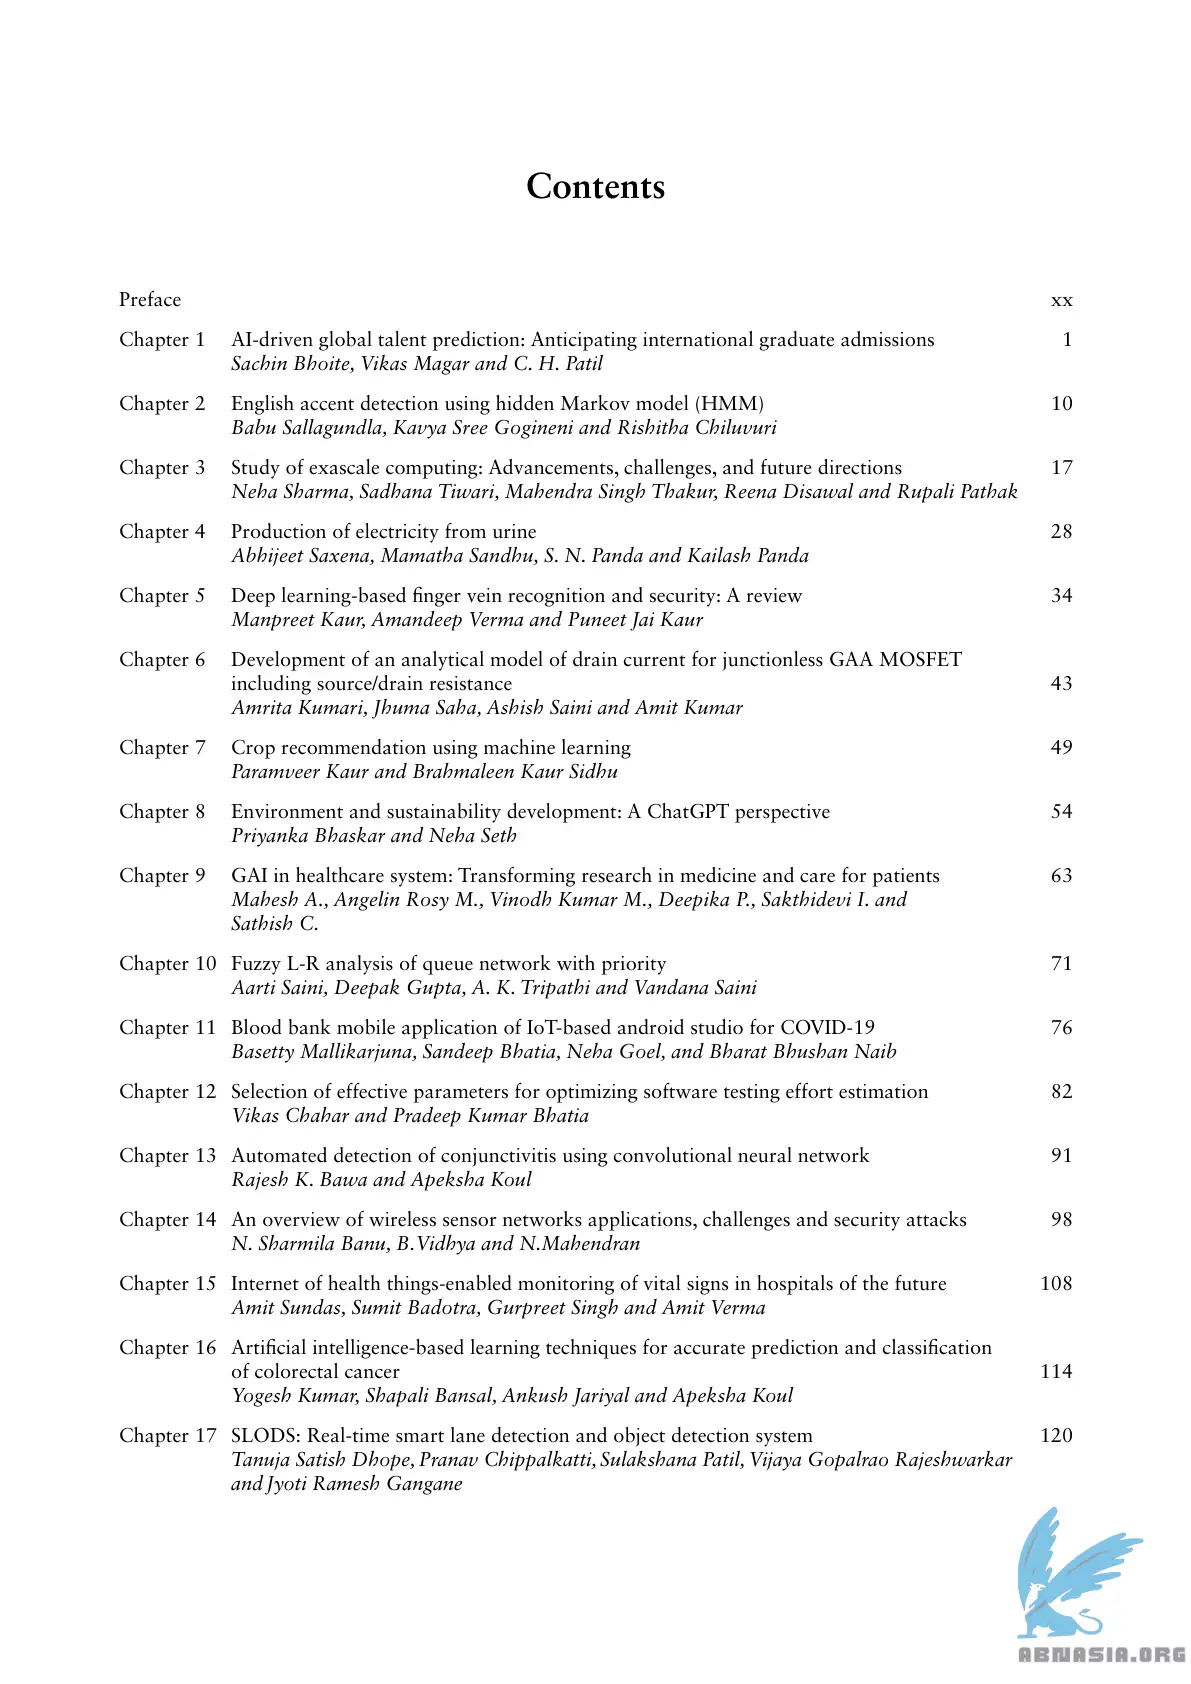 Contents
Preface xx
Chapter 1 AI-driven global talent prediction: Anticipating international graduate admissions 1
Sachin Bhoite, Vikas Magar and C. H. Patil
Chapter 2 English accent detection using hidden Markov model (HMM) 10
Babu Sallagundla, Kavya Sree Gogineni and Rishitha Chiluvuri
Chapter 3 Study of exascale computing: Advancements, challenges, and future directions 17
Neha Sharma, Sadhana Tiwari, Mahendra Singh Thakur, Reena Disawal and Rupali Pathak
Chapter 4 Production of electricity from urine 28
Abhijeet Saxena, Mamatha Sandhu, S. N. Panda and Kailash Panda
Chapter 5 Deep learning-based finger vein recognition and security: A review 34
Manpreet Kaur, Amandeep Verma and Puneet Jai Kaur
Chapter 6 Development of an analytical model of drain current for junctionless GAA MOSFET
including source/drain resistance 43
Amrita Kumari, Jhuma Saha, Ashish Saini and Amit Kumar
Chapter 7 Crop recommendation using machine learning 49
Paramveer Kaur and Brahmaleen Kaur Sidhu
Chapter 8 Environment and sustainability development: A ChatGPT perspective 54
Priyanka Bhaskar and Neha Seth
Chapter 9 GAI in healthcare system: Transforming research in medicine and care for patients 63
Mahesh A., Angelin Rosy M., Vinodh Kumar M., Deepika P., Sakthidevi I. and
Sathish C.
Chapter 10 Fuzzy L-R analysis of queue network with priority 71
Aarti Saini, Deepak Gupta, A. K. Tripathi and Vandana Saini
Chapter 11 Blood bank mobile application of IoT-based android studio for COVID-19 76
Basetty Mallikarjuna, Sandeep Bhatia, Neha Goel, and Bharat Bhushan Naib
Chapter 12 Selection of effective parameters for optimizing software testing effort estimation 82
Vikas Chahar and Pradeep Kumar Bhatia
Chapter 13 Automated detection of conjunctivitis using convolutional neural network 91
Rajesh K. Bawa and Apeksha Koul
Chapter 14 An overview of wireless sensor networks applications, challenges and security attacks 98
N. Sharmila Banu, B.Vidhya and N.Mahendran
Chapter 15 Internet of health things-enabled monitoring of vital signs in hospitals of the future 108
Amit Sundas, Sumit Badotra, Gurpreet Singh and Amit Verma
Chapter 16 Artificial intelligence-based learning techniques for accurate prediction and classification
of colorectal cancer 114
Yogesh Kumar, Shapali Bansal, Ankush Jariyal and Apeksha Koul
Chapter 17 SLODS: Real-time smart lane detection and object detection system 120
Tanuja Satish Dhope, Pranav Chippalkatti, Sulakshana Patil, Vijaya Gopalrao Rajeshwarkar
and Jyoti Ramesh Gangane
ABNASIA.ORG